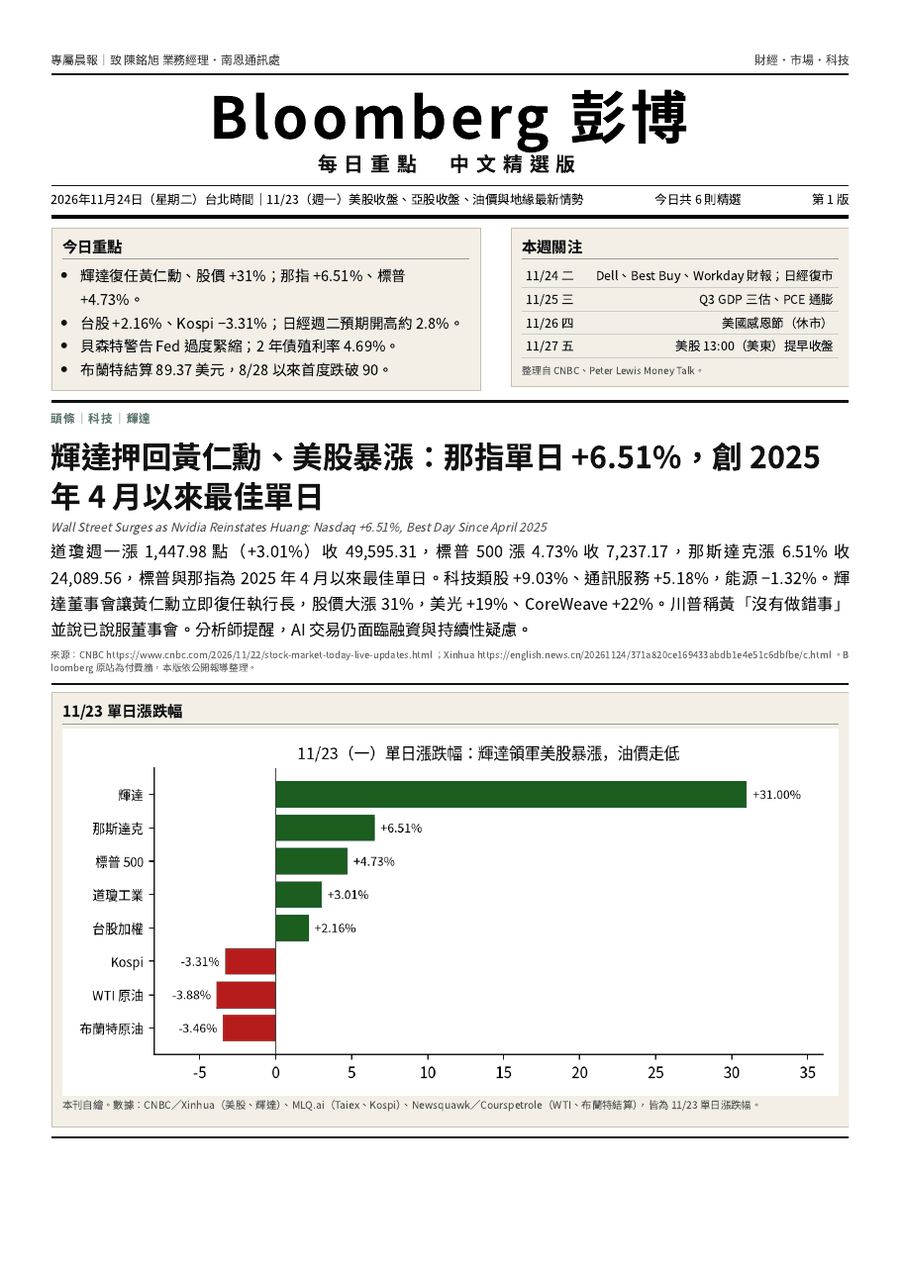 專屬晨報｜致 陳銘旭 業務經理・南恩通訊處
財經・市場・科技
Bloomberg 彭博
每日重點　中文精選版
2026年11月24日（星期二）台北時間｜11/23（週一）美股收盤、亞股收盤、油價與地緣最新情勢
今日共 6 則精選
第 1 版
今日重點
• 輝達復任黃仁勳、股價 +31%；那指 +6.51%、標普
+4.73%。
• 台股 +2.16%、Kospi −3.31%；日經週二預期開高約 2.8%。
• 貝森特警告 Fed 過度緊縮；2 年債殖利率 4.69%。
• 布蘭特結算 89.37 美元，8/28 以來首度跌破 90。
本週關注
11/24 二 Dell、Best Buy、Workday 財報；日經復市
11/25 三 Q3 GDP 三估、PCE 通膨
11/26 四 美國感恩節（休市）
11/27 五 美股 13:00（美東）提早收盤
整理自 CNBC、Peter Lewis Money Talk。
頭條｜科技｜輝達
輝達押回黃仁勳、美股暴漲：那指單日 +6.51%，創 2025
年 4 月以來最佳單日
Wall Street Surges as Nvidia Reinstates Huang: Nasdaq +6.51%, Best Day Since April 2025
道瓊週一漲 1,447.98 點（+3.01%）收 49,595.31，標普 500 漲 4.73% 收 7,237.17，那斯達克漲 6.51% 收
24,089.56，標普與那指為 2025 年 4 月以來最佳單日。科技類股 +9.03%、通訊服務 +5.18%，能源 −1.32%。輝
達董事會讓黃仁勳立即復任執行長，股價大漲 31%，美光 +19%、CoreWeave +22%。川普稱黃「沒有做錯事」
並說已說服董事會。分析師提醒，AI 交易仍面臨融資與持續性疑慮。
來源：CNBC https://www.cnbc.com/2026/11/22/stock-market-today-live-updates.html ；Xinhua https://english.news.cn/20261124/371a820ce169433abdb1e4e51c6dbfbe/c.html 。B
loomberg 原站為付費牆，本版依公開報導整理。
11/23 單日漲跌幅
11/23（一）單日漲跌幅：輝達領軍美股暴漲，油價走低
輝達 +31.00%
那斯達克 +6.51%
標普 500 +4.73%
道瓊工業 +3.01%
台股加權 +2.16%
Kospi -3.31%
WTI 原油 -3.88%
布蘭特原油 -3.46%
-5 0 5 10 15 20 25 30 35
本刊自繪。數據：CNBC／Xinhua（美股、輝達）、MLQ.ai（Taiex、Kospi）、Newsquawk／Courspetrole（WTI、布蘭特結算），皆為 11/23 單日漲跌幅。